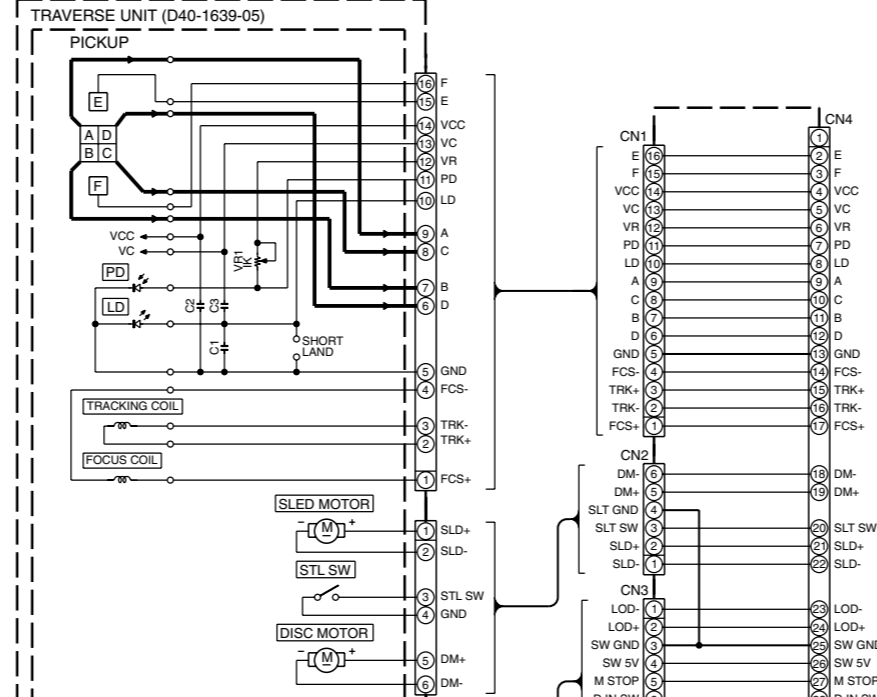 TRAVERSE UNIT (D40-1639-05)
PICKUP
E
A D
B C
F
VCC
VC
PD
LD
VR1
1K
C2
C3
C1
SHORT
LAND
TRACKING COIL
FOCUS COIL
16 F
15 E
14 VCC
13 VC
12 VR
11 PD
10 LD
9 A
8 C
7 B
6 D
5 GND
4 FCS-
3 TRK-
2 TRK+
1 FCS+
SLED MOTOR
- M +
1 SLD+
2 SLD-
STL SW
3 STL SW
4 GND
DISC MOTOR
- M +
5 DM+
6 DM-
CN1
E 16
F 15
VCC 14
VC 13
VR 12
PD 11
LD 10
A 9
C 8
B 7
D 6
GND 5
FCS- 4
TRK+ 3
TRK- 2
FCS+ 1
CN2
DM- 6
DM+ 5
SLT GND 4
SLT SW 3
SLD+ 2
SLD- 1
CN3
LOD- 1
LOD+ 2
SW GND 3
SW 5V 4
M STOP 5
CN4
1
2 E
3 F
4 VCC
5 VC
6 VR
7 PD
8 LD
9 A
10 C
11 B
12 D
13 GND
14 FCS-
15 TRK+
16 TRK-
17 FCS+
18 DM-
19 DM+
20 SLT SW
21 SLD+
22 SLD-
23 LOD-
24 LOD+
25 SW GND
26 SW 5V
27 M STOP